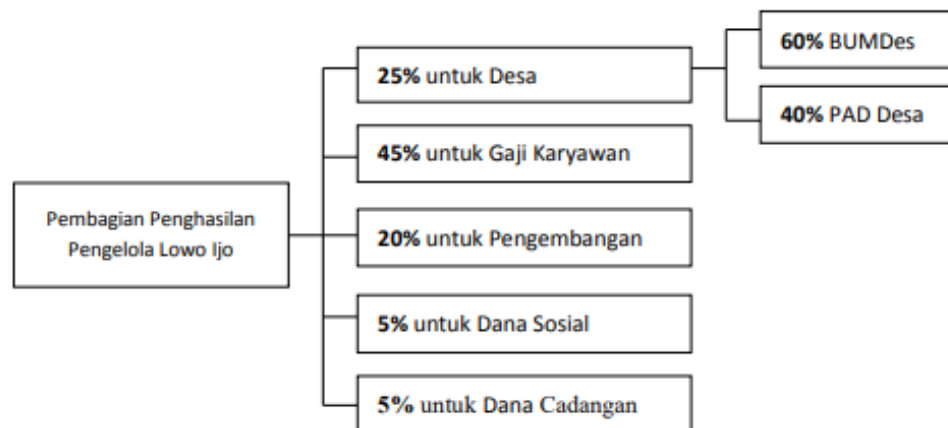 Pembagian Penghasilan
Pengelola Lowo Ijo
25% untuk Desa
60% BUMDes
40% PAD Desa
45% untuk Gaji Karyawan
20% untuk Pengembangan
5% untuk Dana Sosial
5% untuk Dana Cadangan